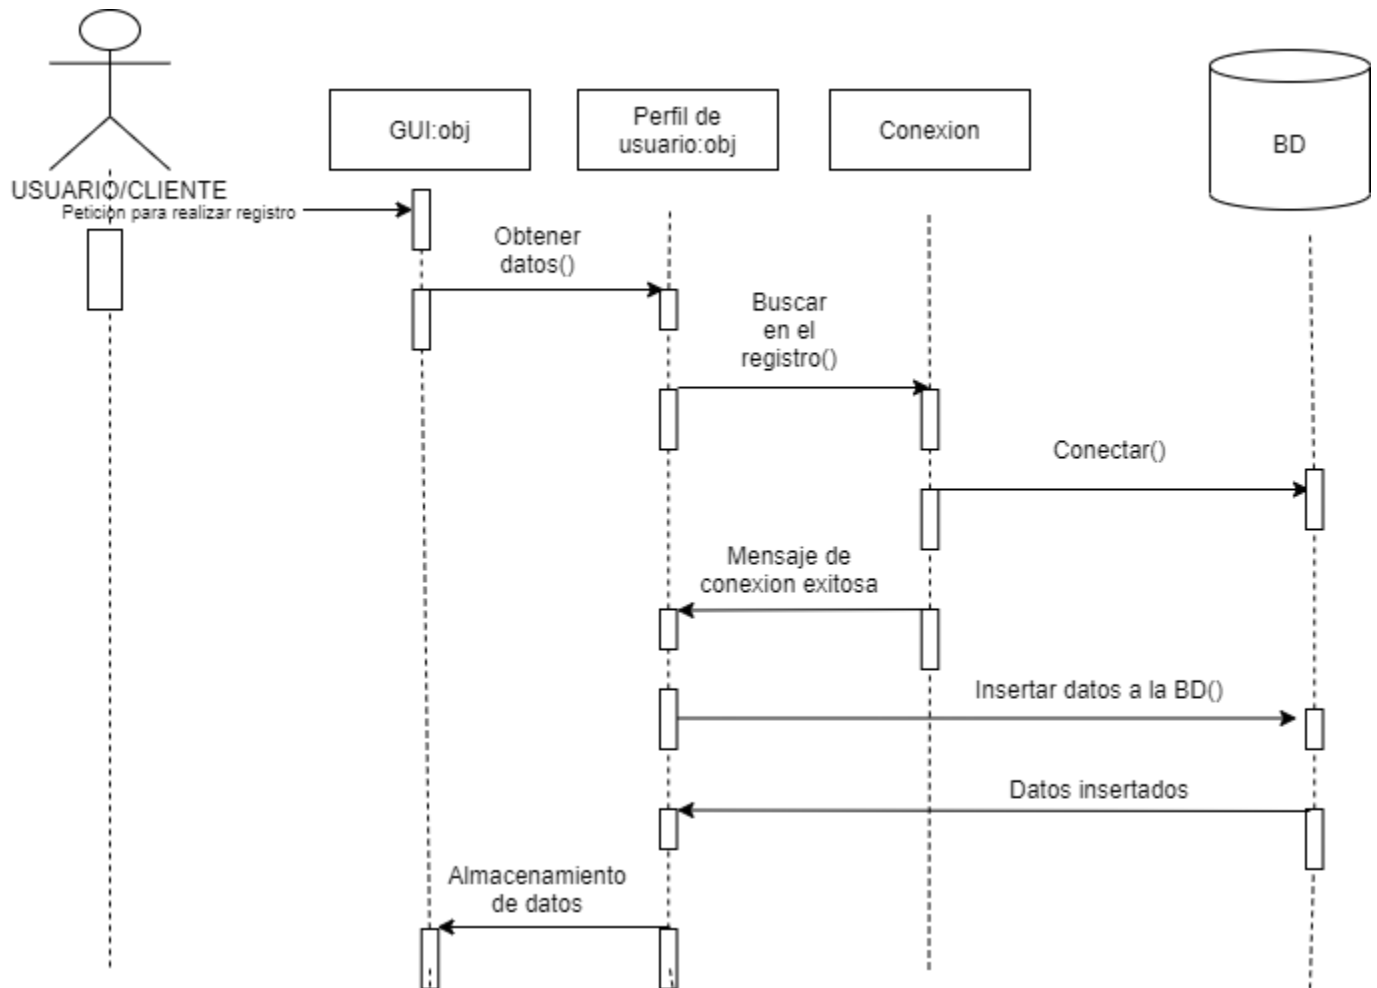 GUI:obj
Perfil de
usuario:obj
Conexion
BD
USUARIO/CLIENTE
Petición para realizar registro
Obtener
datos()
Buscar
en el
registro()
Conectar()
Mensaje de
conexion exitosa
Insertar datos a la BD()
Datos insertados
Almacenamiento
de datos